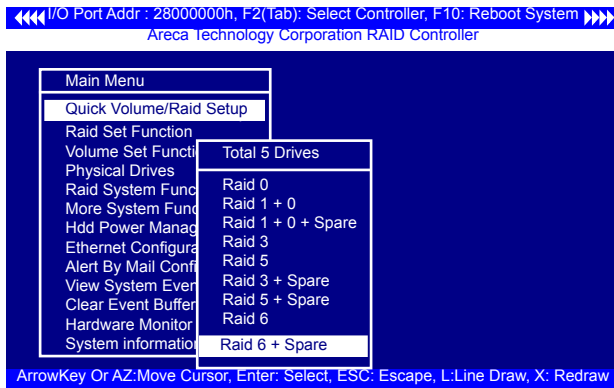 I/O Port Addr : 28000000h, F2(Tab): Select Controller, F10: Reboot System
Areca Technology Corporation RAID Controller
Main Menu
Quick Volume/Raid Setup
Raid Set Function
Volume Set Functi
Physical Drives
Raid System Func
More System Func
Hdd Power Manag
Ethernet Configura
Alert By Mail Confi
View System Even
Clear Event Buffer
Hardware Monitor
System informatio
Total 5 Drives
Raid 0
Raid 1 + 0
Raid 1 + 0 + Spare
Raid 3
Raid 5
Raid 3 + Spare
Raid 5 + Spare
Raid 6
Raid 6 + Spare
ArrowKey Or AZ:Move Cursor, Enter: Select, ESC: Escape, L:Line Draw, X: Redraw